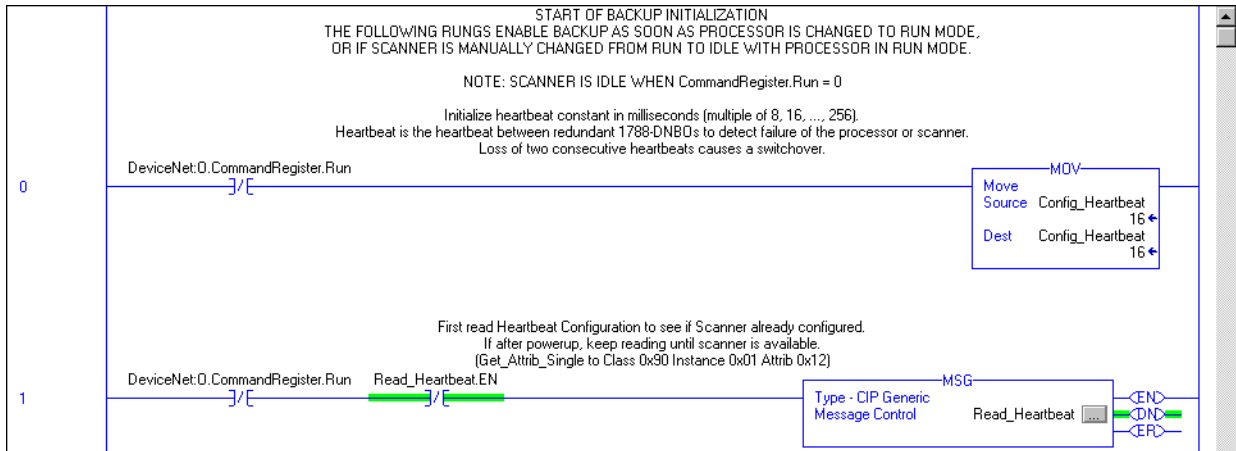 START OF BACKUP INITIALIZATION
THE FOLLOWING RUNGS ENABLE BACKUP AS SOON AS PROCESSOR IS CHANGED TO RUN MODE,
OR IF SCANNER IS MANUALLY CHANGED FROM RUN TO IDLE WITH PROCESSOR IN RUN MODE.
NOTE: SCANNER IS IDLE WHEN CommandRegister.Run = 0
Initialize heartbeat constant in milliseconds (multiple of 8, 16, ..., 256).
Heartbeat is the heartbeat between redundant 1788-DNBOs to detect failure of the processor or scanner.
Loss of two consecutive heartbeats causes a switchover.
DeviceNet:O.CommandRegister.Run
0
MOV
Move
Source Config_Heartbeat
16
Dest Config_Heartbeat
16
First read Heartbeat Configuration to see if Scanner already configured.
If after powerup, keep reading until scanner is available.
(Get_Attrib_Single to Class 0x90 Instance 0x01 Attrib 0x12)
DeviceNet:O.CommandRegister.Run Read_Heartbeat.EN
1
MSG
Type - CIP Generic
Message Control Read_Heartbeat ...
EN
DN
ER